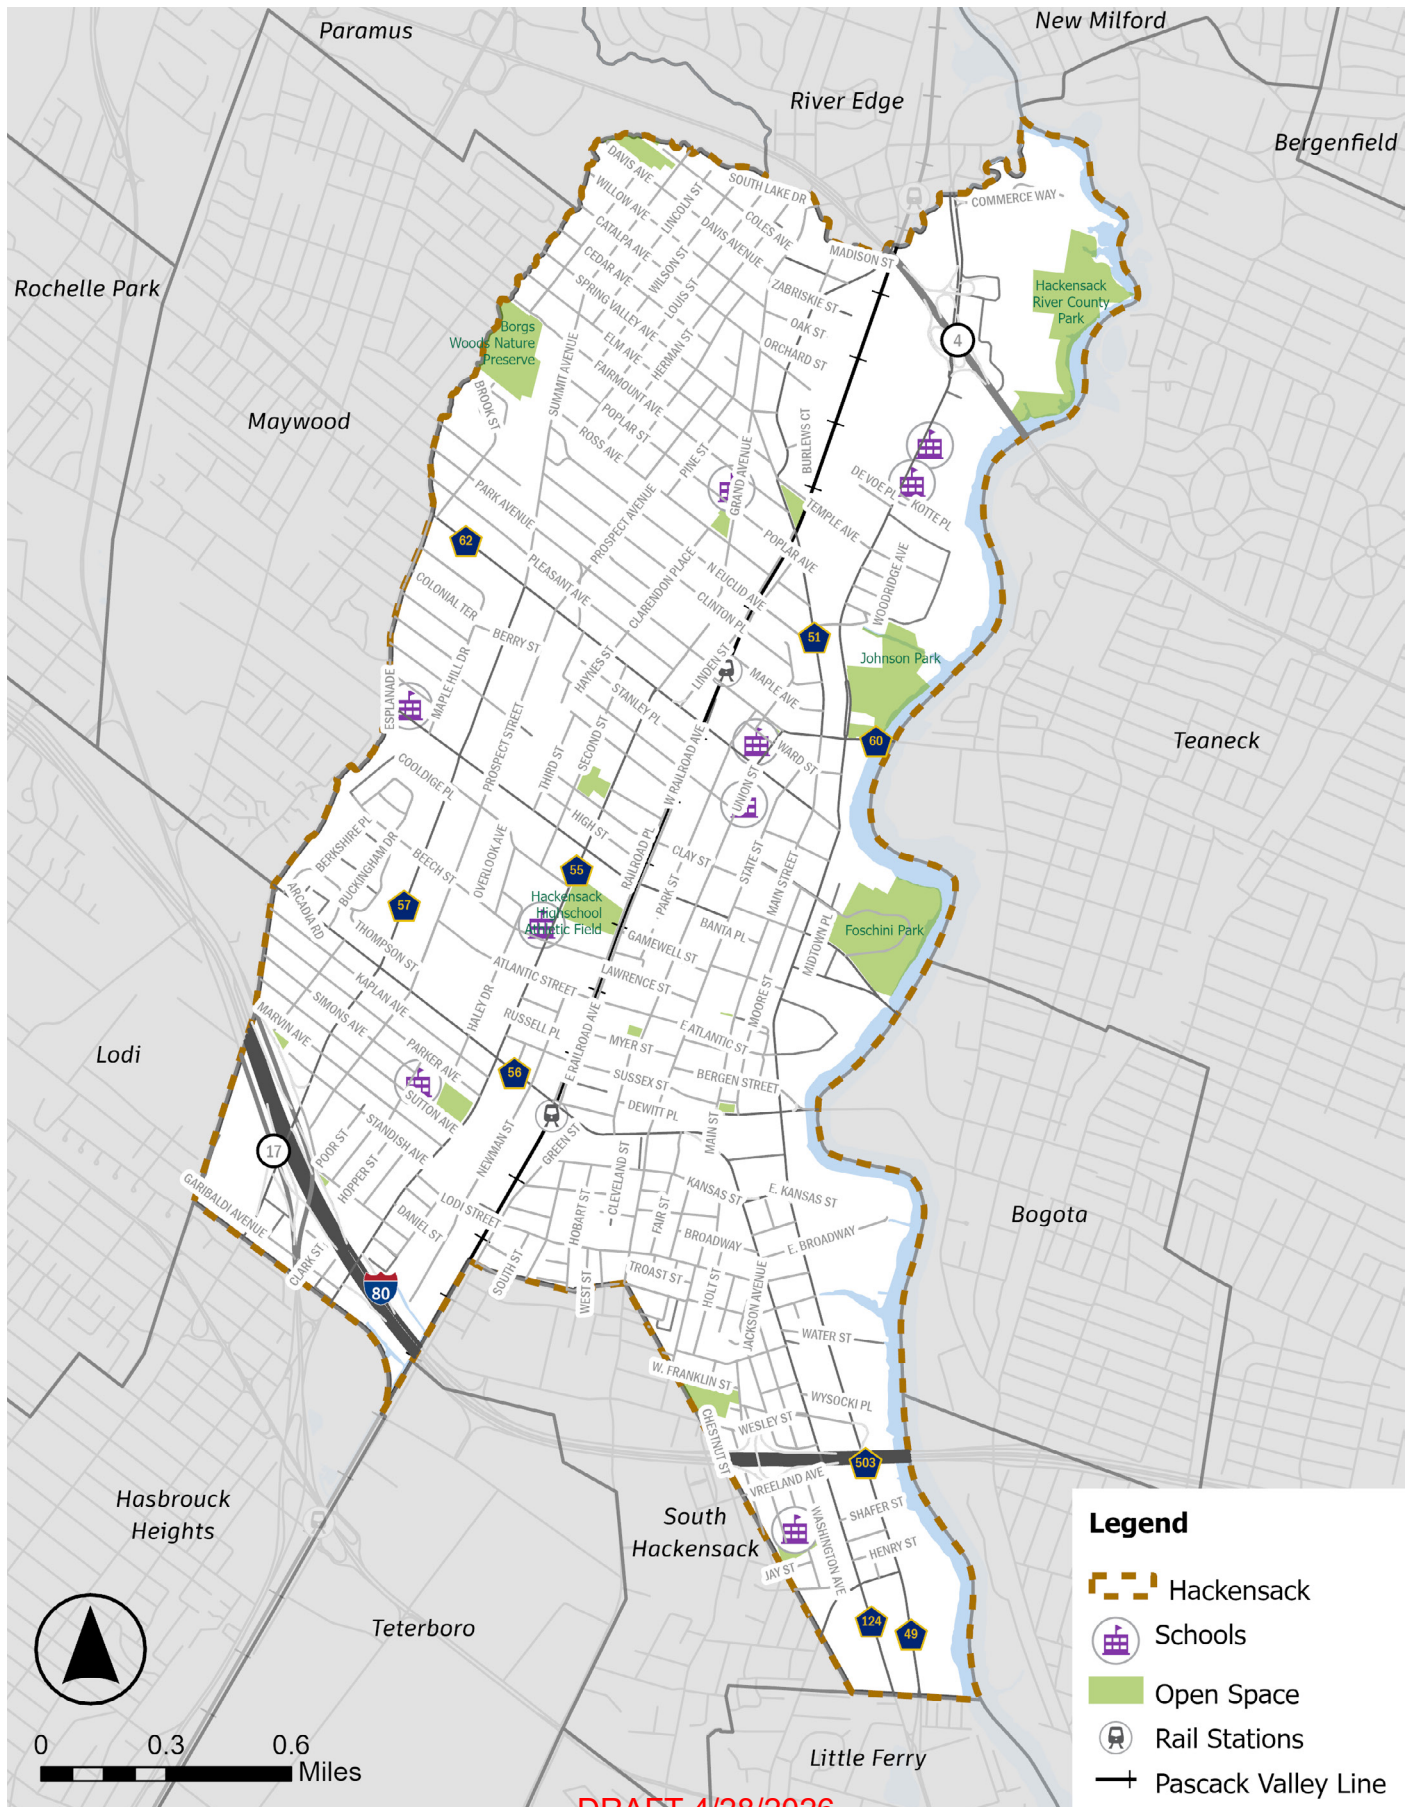 Paramus
New Milford
River Edge
Bergenfield
DAVIS AVE
SOUTH LAKE DR
WILLOW AVE
LINCOLN ST
COMMERCE WAY
CATALPA AVE
DAVIS AVENUE
COLES AVE
CEDAR AVE
WILSON ST
MADISON ST
Rochelle Park
SPRING VALLEY AVE
LOUIS ST
ZABRISKIE ST
Hackensack
River County
Park
Borgs
Woods Nature
Preserve
ELM AVE
HERMAN ST
OAK ST
ORCHARD ST
4
SUMMIT AVENUE
FAIRMOUNT AVE
BROOK ST
POPLAR ST
Maywood
ROSS AVE
BURLEWS CT
PINE ST
GRAND AVENUE
PARK AVENUE
PROSPECT AVENUE
DE VOE PL
KOTTE PL
TEMPLE AVE
62
POPLAR AVE
PLEASANT AVE
CLARENDON PLACE
N EUCLID AVE
WOODRIDGE AVE
COLONIAL TER
CLINTON PL
51
BERRY ST
Johnson Park
MAPLE HILL DR
HAYNES ST
LINDEN ST
MAPLE AVE
ESPLANADE
STANLEY PL
PROSPECT STREET
SECOND ST
WARD ST
60
Teaneck
COOLDIGE PL
THIRD ST
W RAILROAD AVE
UNION ST
HIGH ST
BERKSHIRE PL
BUCKINGHAM DR
BEECH ST
OVERLOOK AVE
55
RAILROAD PL
CLAY ST
STATE ST
MAIN STREET
ARCADIA RD
57
Hackensack
Highschool
Athletic Field
PARK ST
BANTA PL
MIDTOWN PL
Foschini Park
THOMPSON ST
GAMEWELL ST
ATLANTIC STREET
LAWRENCE ST
KAPLAN AVE
SIMONS AVE
HALEY DR
MOORE ST
MARVIN AVE
RUSSELL PL
E RAILROAD AVE
E ATLANTIC ST
Lodi
PARKER AVE
MYER ST
56
SUSSEX ST
BERGEN STREET
SUTTON AVE
DEWITT PL
STANDISH AVE
MAIN ST
17
POOR ST
HOPPER ST
NEWMAN ST
GREEN ST
CLEVELAND ST
GARIBALDI AVENUE
KANSAS ST
E. KANSAS ST
LODI STREET
HOBART ST
FAIR ST
Bogota
DANIEL ST
BROADWAY
E. BROADWAY
CLARK ST
SOUTH ST
WEST ST
TROAST ST
HOLT ST
JACKSON AVENUE
80
WATER ST
W. FRANKLIN ST
WYSOCKI PL
CHESTNUT ST
WESLEY ST
503
VREELAND AVE
Hasbrouck
Heights
South
Hackensack
WASHINGTON AVE
SHAFER ST
HENRY ST
JAY ST
124
49
Teterboro
Little Ferry
Legend
Hackensack
Schools
Open Space
Rail Stations
Pascack Valley Line
0 0.3 0.6
Miles
DRAFT 4/28/2026